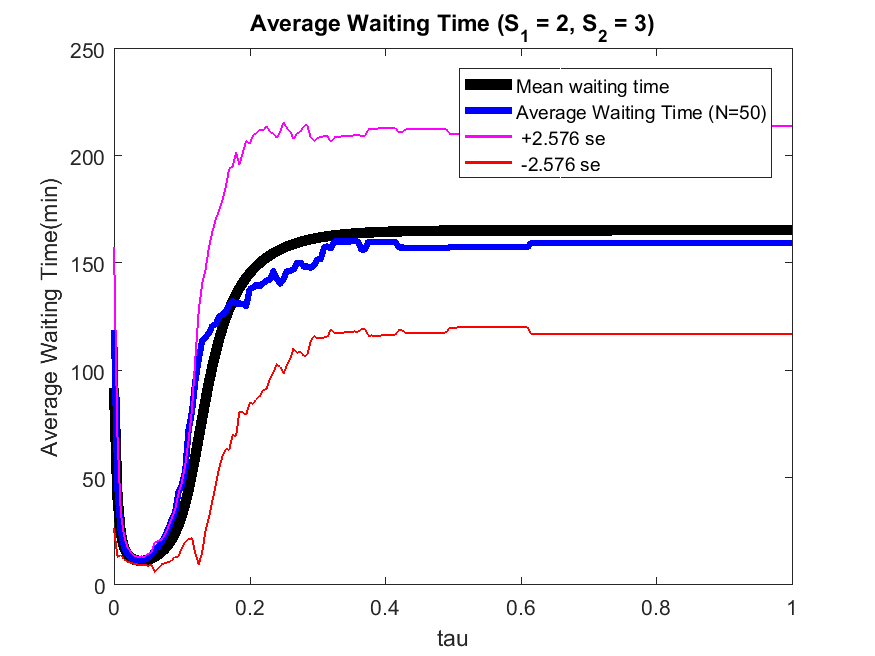 Average Waiting Time (S₁ = 2, S₂ = 3)
250
200
150
100
50
0
Average Waiting Time(min)
Mean waiting time
Average Waiting Time (N=50)
+2.576 se
-2.576 se
0 0.2 0.4 0.6 0.8 1
tau